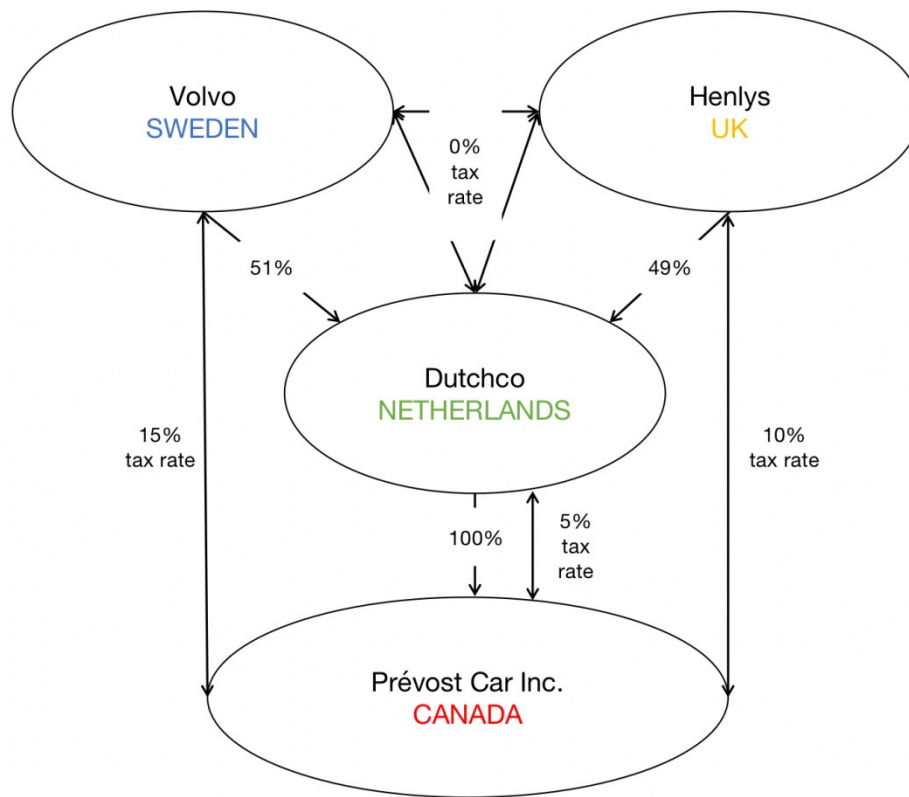 Volvo
SWEDEN
Henlys
UK
0%
tax
rate
51%
49%
Dutchco
NETHERLANDS
15%
tax rate
10%
tax rate
100%
5%
tax
rate
Prévost Car Inc.
CANADA